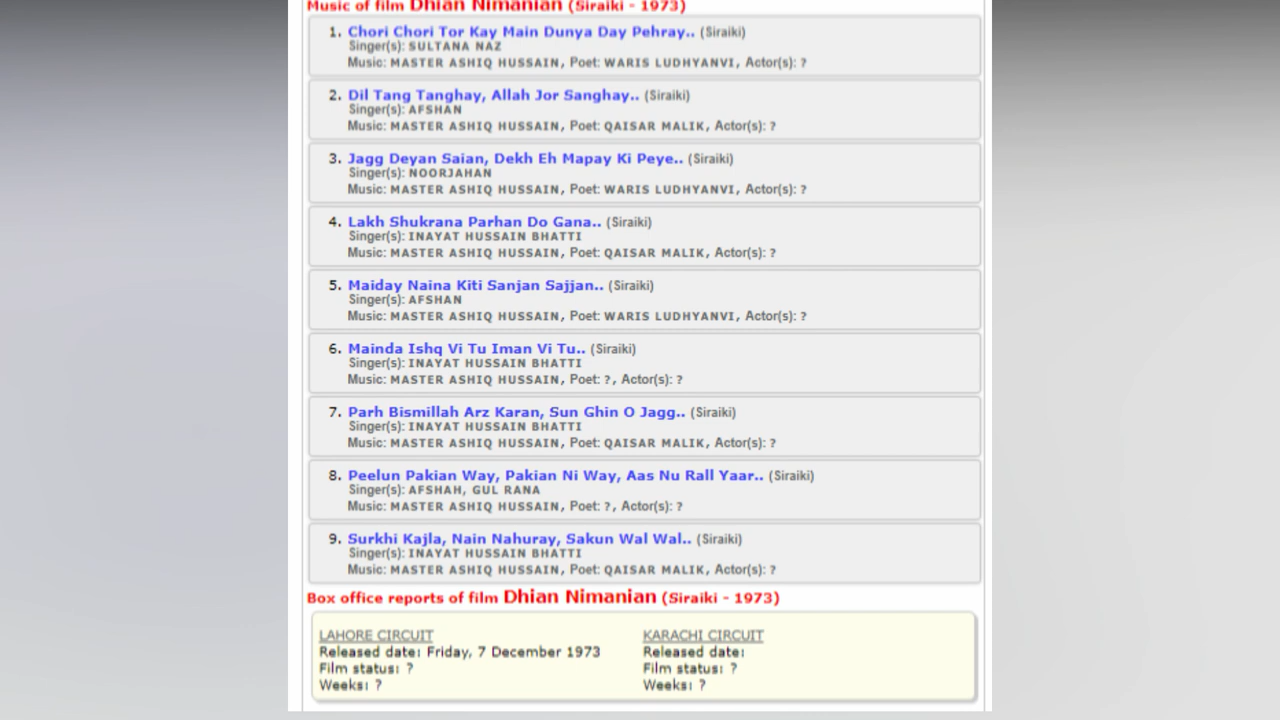 Music of film Dhian Nimanian (Siraiki - 1973)
1. Chori Chori Tor Kay Main Dunya Day Pehray.. (Siraiki)
Singer(s): SULTANA NAZ
Music: MASTER ASHIQ HUSSAIN, Poet: WARIS LUDHYANVI, Actor(s): ?
2. Dil Tang Tanghay, Allah Jor Sanghay.. (Siraiki)
Singer(s): AFSHAN
Music: MASTER ASHIQ HUSSAIN, Poet: QAISAR MALIK, Actor(s): ?
3. Jagg Deyan Saian, Dekh Eh Mapay Ki Peye.. (Siraiki)
Singer(s): NOORJAHAN
Music: MASTER ASHIQ HUSSAIN, Poet: WARIS LUDHYANVI, Actor(s): ?
4. Lakh Shukrana Parhan Do Gana.. (Siraiki)
Singer(s): INAYAT HUSSAIN BHATTI
Music: MASTER ASHIQ HUSSAIN, Poet: QAISAR MALIK, Actor(s): ?
5. Maiday Naina Kiti Sanjan Sajjan.. (Siraiki)
Singer(s): AFSHAN
Music: MASTER ASHIQ HUSSAIN, Poet: WARIS LUDHYANVI, Actor(s): ?
6. Mainda Ishq Vi Tu Iman Vi Tu.. (Siraiki)
Singer(s): INAYAT HUSSAIN BHATTI
Music: MASTER ASHIQ HUSSAIN, Poet: ?, Actor(s): ?
7. Parh Bismillah Arz Karan, Sun Ghin O Jagg.. (Siraiki)
Singer(s): INAYAT HUSSAIN BHATTI
Music: MASTER ASHIQ HUSSAIN, Poet: QAISAR MALIK, Actor(s): ?
8. Peelun Pakian Way, Pakian Ni Way, Aas Nu Rall Yaar.. (Siraiki)
Singer(s): AFSHAH, GUL RANA
Music: MASTER ASHIQ HUSSAIN, Poet: ?, Actor(s): ?
9. Surkhi Kajla, Nain Nahuray, Sakun Wal Wal.. (Siraiki)
Singer(s): INAYAT HUSSAIN BHATTI
Music: MASTER ASHIQ HUSSAIN, Poet: QAISAR MALIK, Actor(s): ?
Box office reports of film Dhian Nimanian (Siraiki - 1973)
LAHORE CIRCUIT
Released date: Friday, 7 December 1973
Film status: ?
Weeks: ?
KARACHI CIRCUIT
Released date:
Film status: ?
Weeks: ?